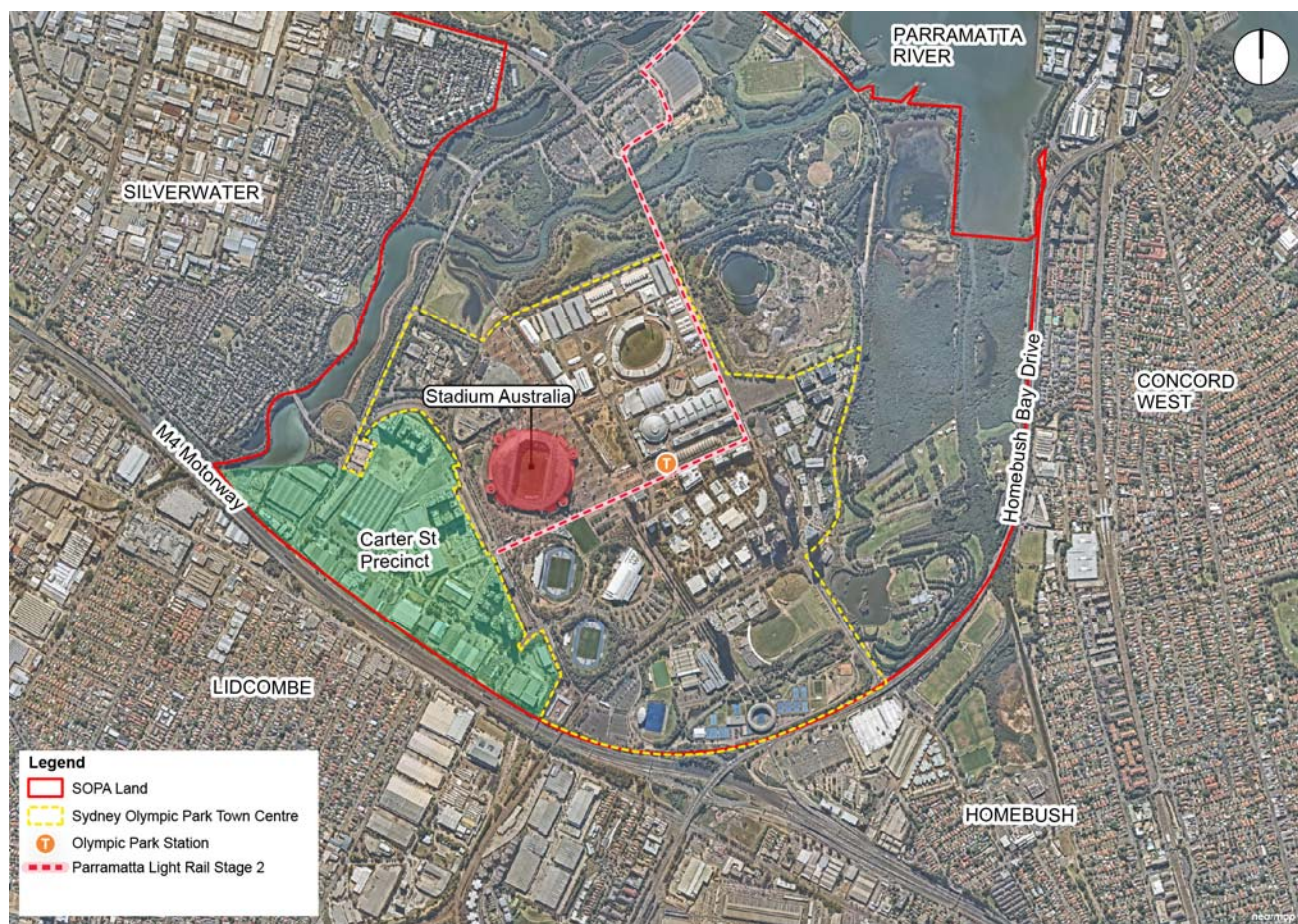 PARRAMATTA
RIVER
SILVERWATER
Stadium Australia
CONCORD
WEST
Homebush Bay Drive
M4 Motorway
T
Carter St
Precinct
LIDCOMBE
HOMEBUSH
Legend
SOPA Land
Sydney Olympic Park Town Centre
T
Olympic Park Station
Parramatta Light Rail Stage 2
nearmap